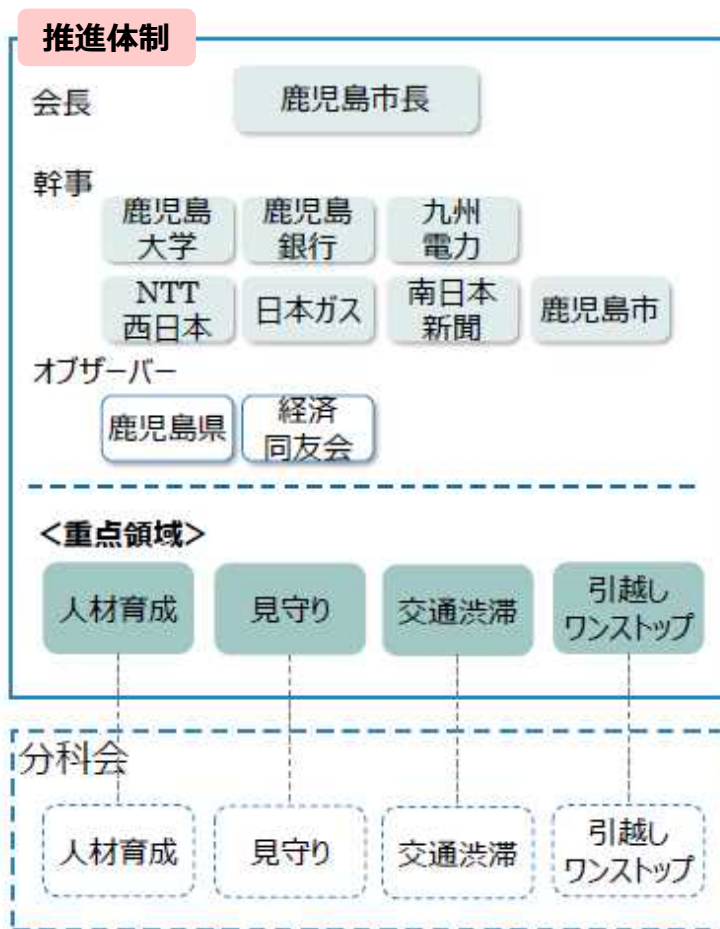 推進体制
会長
鹿児島市長
幹事
鹿児島
大学
鹿児島
銀行
九州
電力
NTT
西日本
日本ガス
南日本
新聞
鹿児島市
オブザーバー
鹿児島県
経済
同友会
＜重点領域＞
人材育成
見守り
交通渋滞
引越し
ワンストップ
分科会
人材育成
見守り
交通渋滞
引越し
ワンストップ